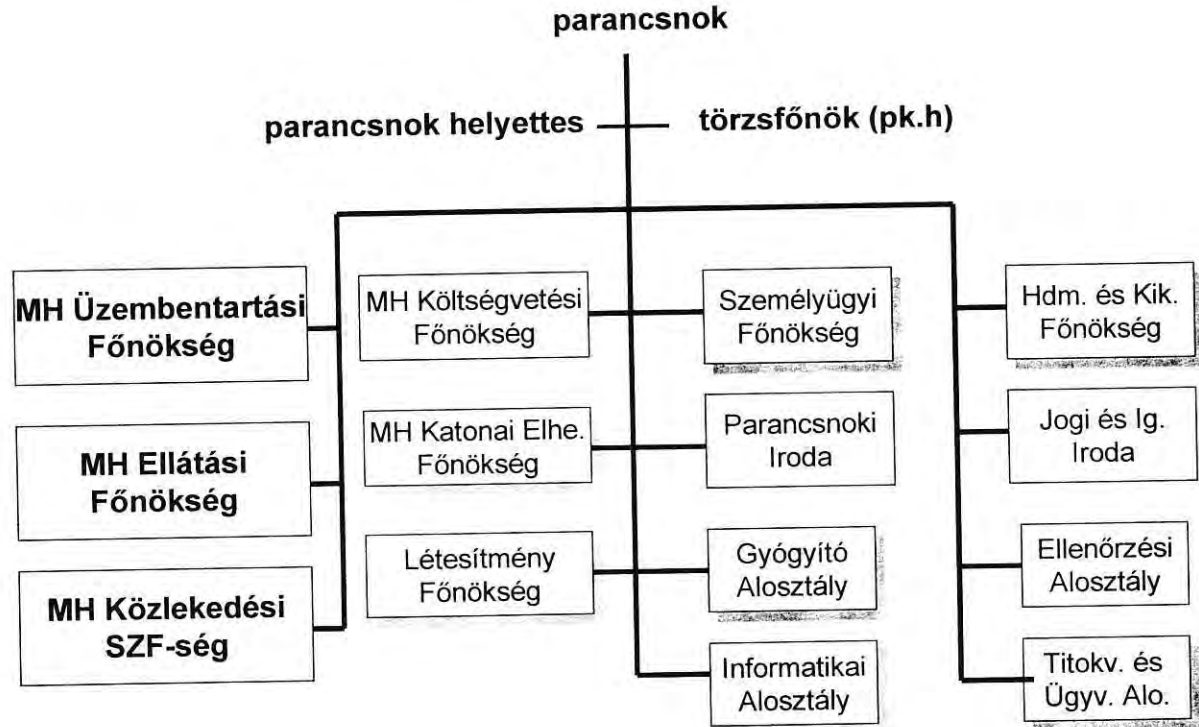 parancsnok
parancsnok helyettes
törzsfőnök (pk.h)
MH Üzembentartási
Főnökség
MH Ellátási
Főnökség
MH Közlekedési
SZF-ség
MH Költségvetési
Főnökség
MH Katonai Elhe.
Főnökség
Létesítmény
Főnökség
Személyügyi
Főnökség
Parancsnoki
Iroda
Gyógyító
Alosztály
Informatikai
Alosztály
Hdm. és Kik.
Főnökség
Jogi és Ig.
Iroda
Ellenőrzési
Alosztály
Titokv. és
Ügyv. Alo.